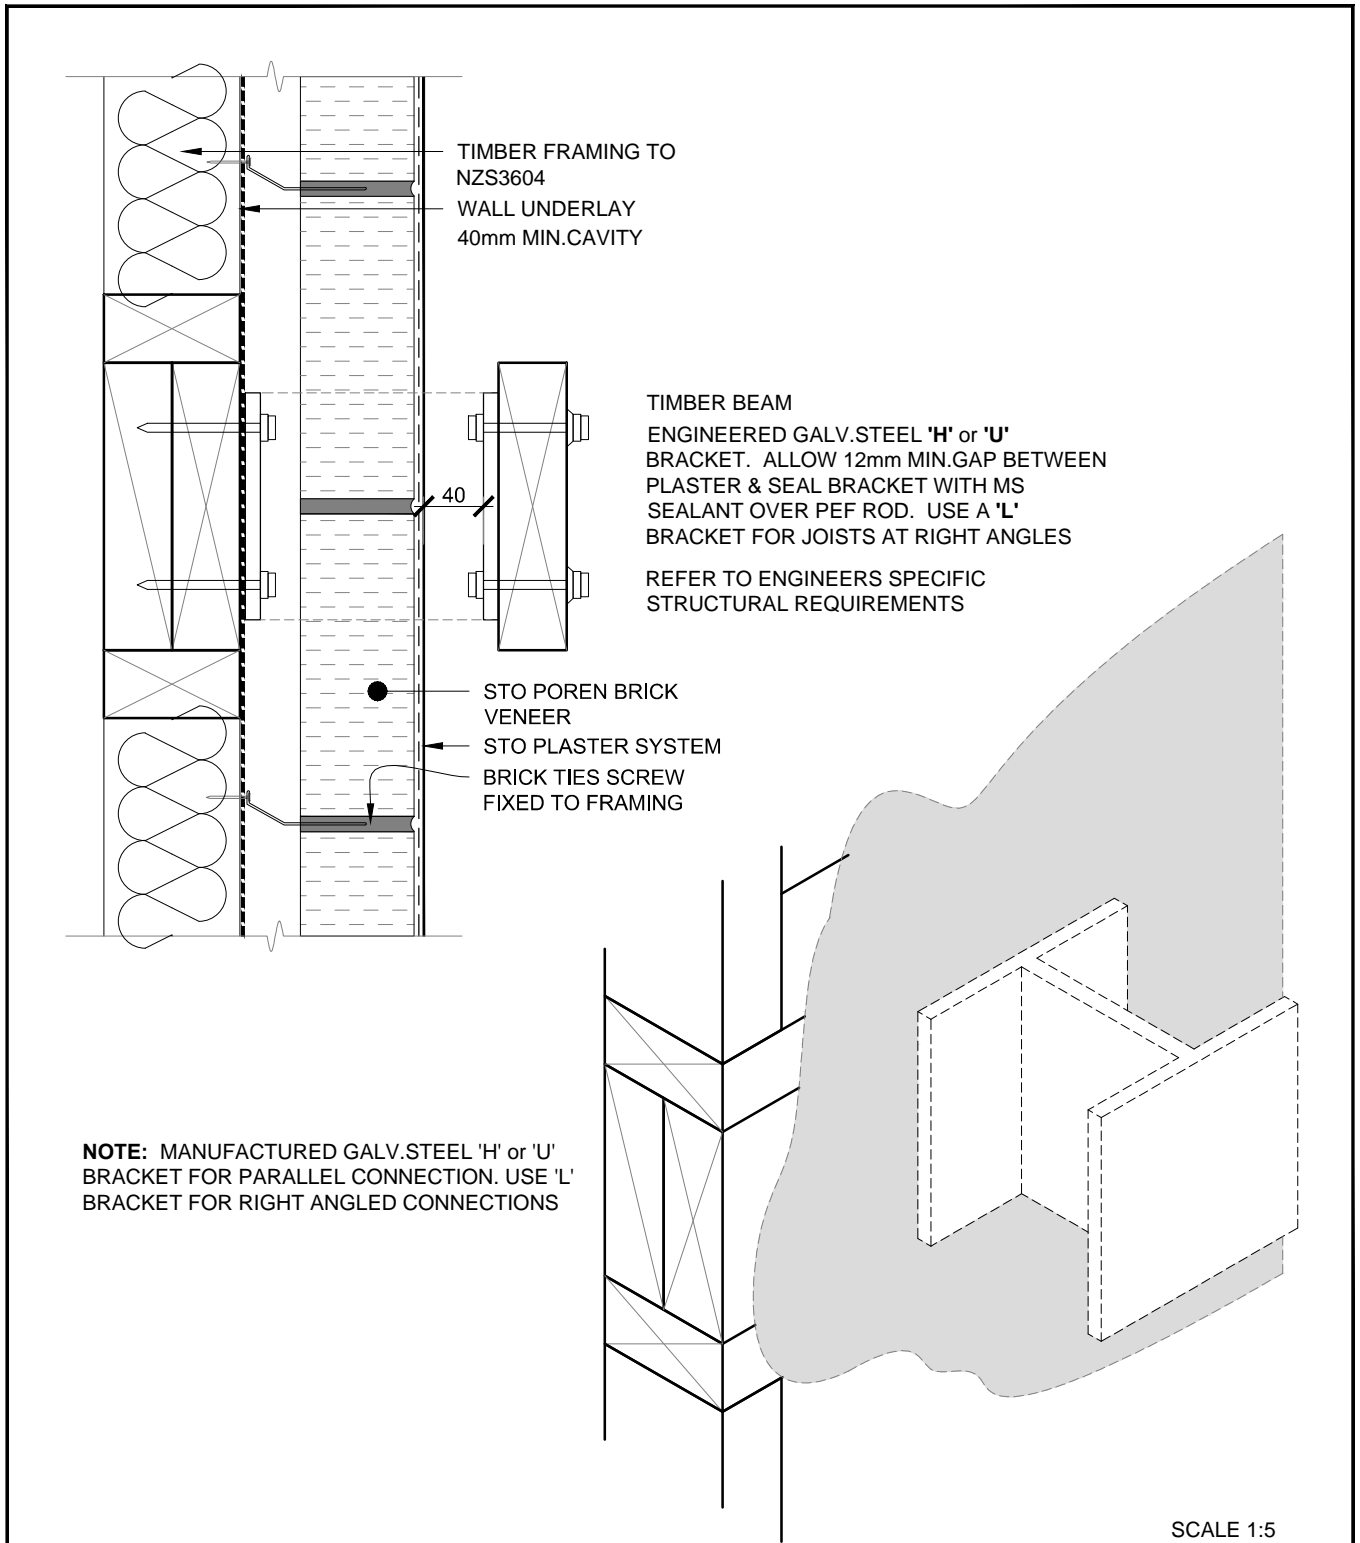 TIMBER FRAMING TO
NZS3604
WALL UNDERLAY
40mm MIN.CAVITY
TIMBER BEAM
ENGINEERED GALV.STEEL 'H' or 'U'
BRACKET. ALLOW 12mm MIN.GAP BETWEEN
PLASTER & SEAL BRACKET WITH MS
SEALANT OVER PEF ROD. USE A 'L'
BRACKET FOR JOISTS AT RIGHT ANGLES
REFER TO ENGINEERS SPECIFIC
STRUCTURAL REQUIREMENTS
40
STO POREN BRICK
VENEER
STO PLASTER SYSTEM
BRICK TIES SCREW
FIXED TO FRAMING
NOTE: MANUFACTURED GALV.STEEL 'H' or 'U'
BRACKET FOR PARALLEL CONNECTION. USE 'L'
BRACKET FOR RIGHT ANGLED CONNECTIONS
SCALE 1:5